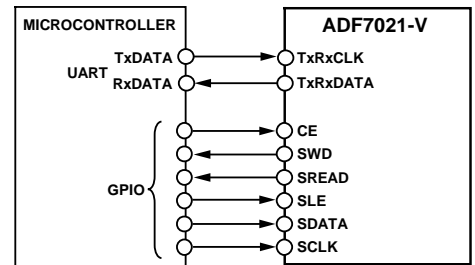 MICROCONTROLLER
ADF7021-V
UART
TxDATA
TxRxCLK
RxDATA
TxRxDATA
GPIO
CE
SWD
SREAD
SLE
SDATA
SCLK